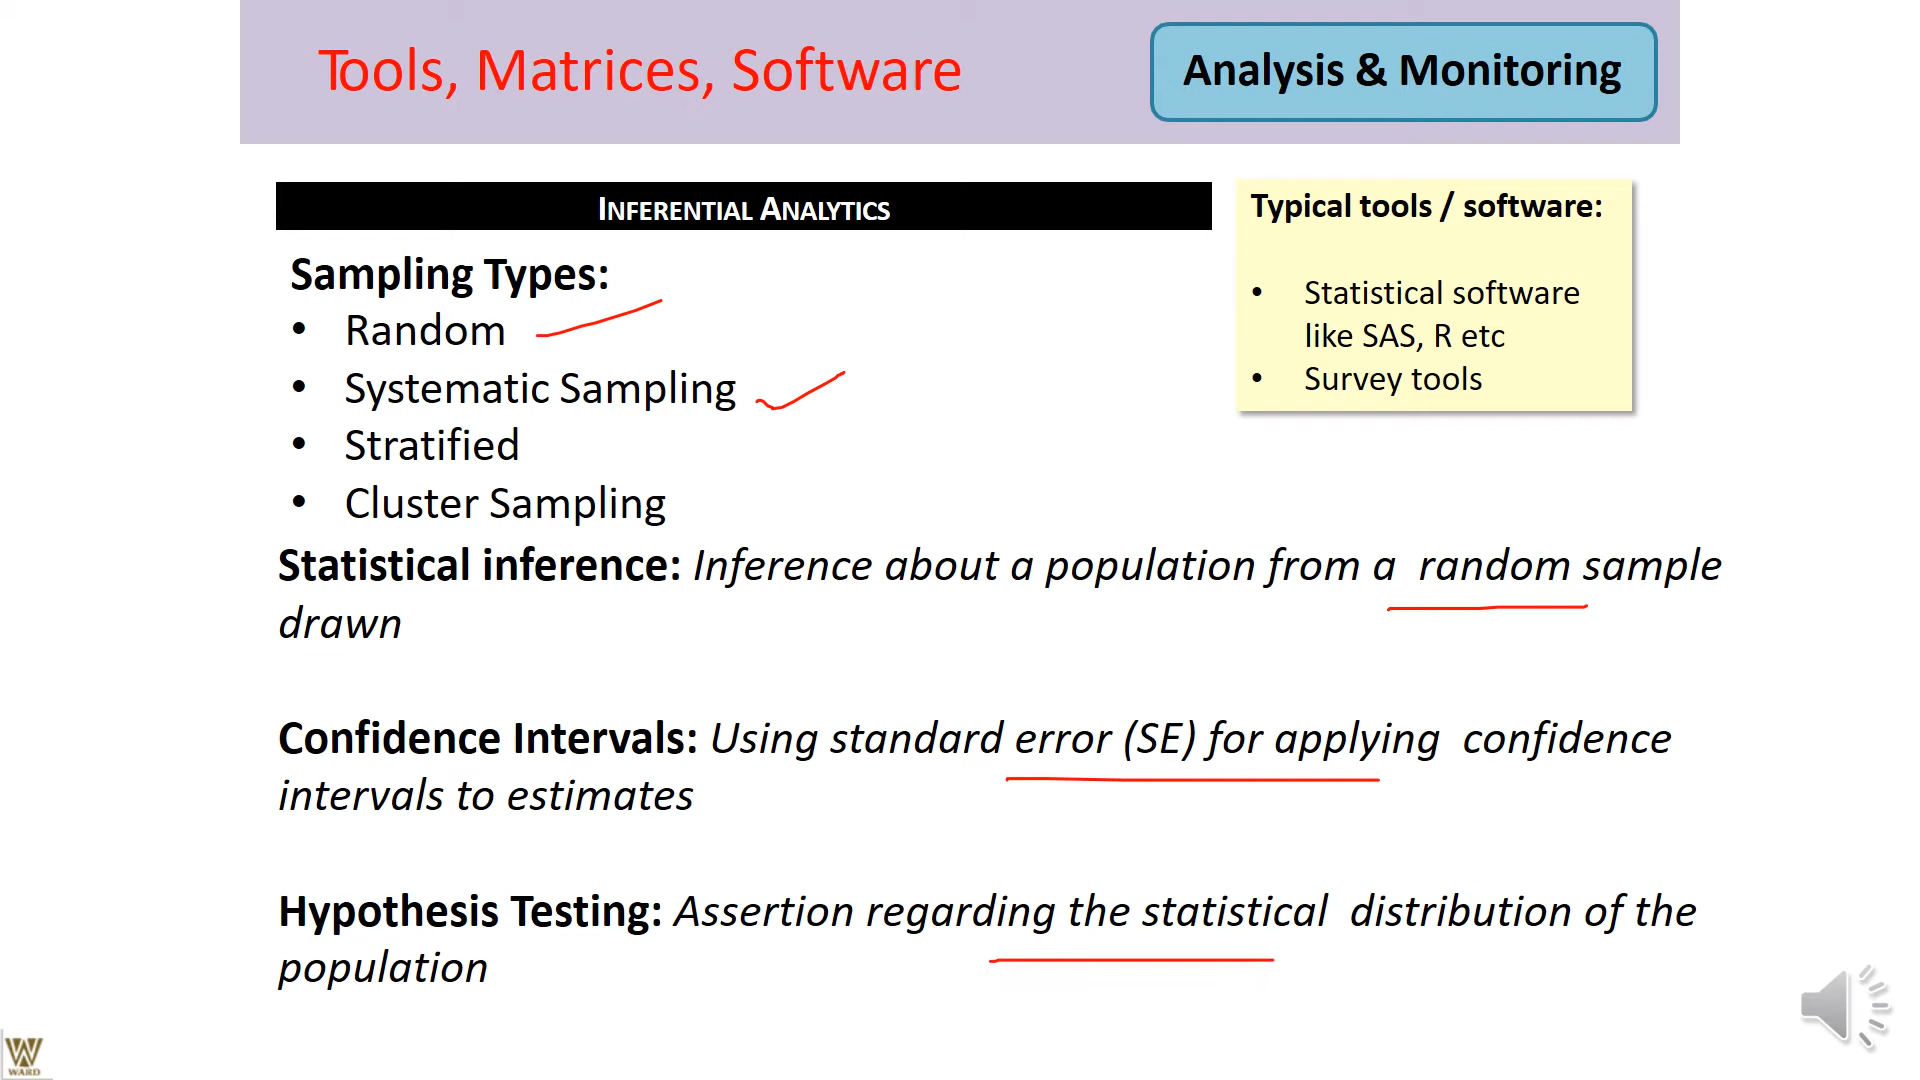 Tools, Matrices, Software
Analysis & Monitoring
INFERENTIAL ANALYTICS
Typical tools / software:
• Statistical software
like SAS, R etc
• Survey tools
Sampling Types:
• Random
• Systematic Sampling
• Stratified
• Cluster Sampling
Statistical inference: Inference about a population from a random sample
drawn
Confidence Intervals: Using standard error (SE) for applying confidence
intervals to estimates
Hypothesis Testing: Assertion regarding the statistical distribution of the
population
W
WARD